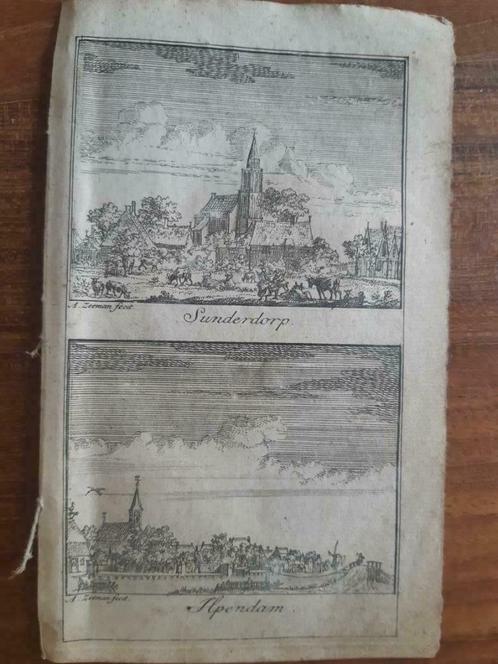 A. Zeeman fecit
Sunderdorp.
A. Zeeman fecit.
Ilpendam.